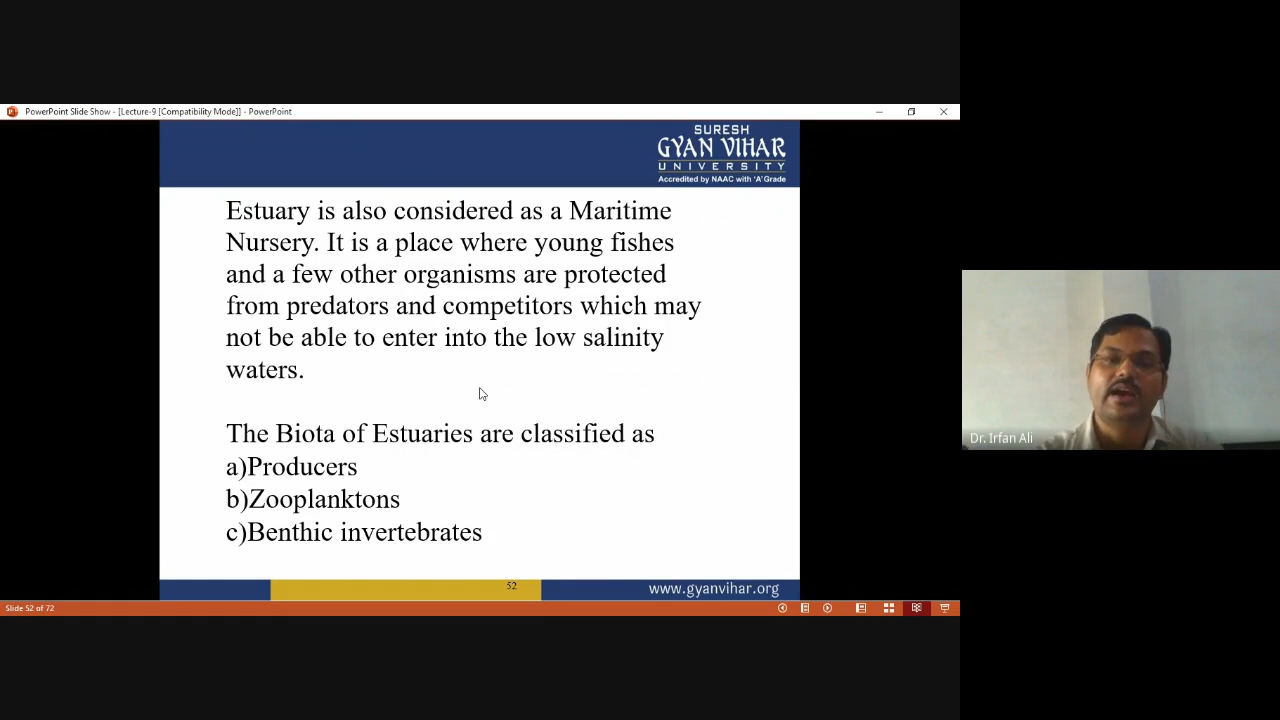 PowerPoint Slide Show - [Lecture-9 [Compatibility Mode]] - PowerPoint
SURESH
GYAN VIHAR
UNIVERSITY
Accredited by NAAC with 'A' Grade
Estuary is also considered as a Maritime
Nursery. It is a place where young fishes
and a few other organisms are protected
from predators and competitors which may
not be able to enter into the low salinity
waters.
The Biota of Estuaries are classified as
a)Producers
b)Zooplanktons
c)Benthic invertebrates
52
www.gyanvihar.org
Slide 52 of 72
Dr. Irfan Ali